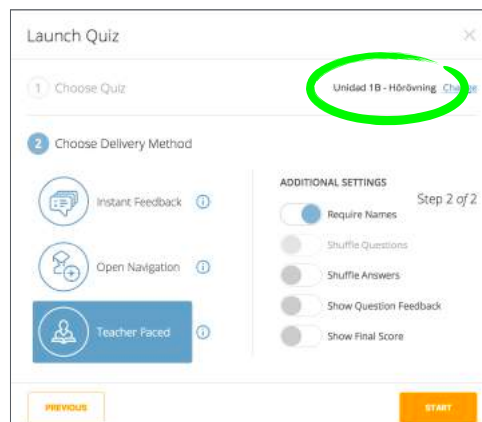 Launch Quiz
1 Choose Quiz
Unidad 1B - Hörövning Change
2 Choose Delivery Method
Instant Feedback
Open Navigation
Teacher Paced
ADDITIONAL SETTINGS
Step 2 of 2
Require Names
Shuffle Questions
Shuffle Answers
Show Question Feedback
Show Final Score
PREVIOUS
START